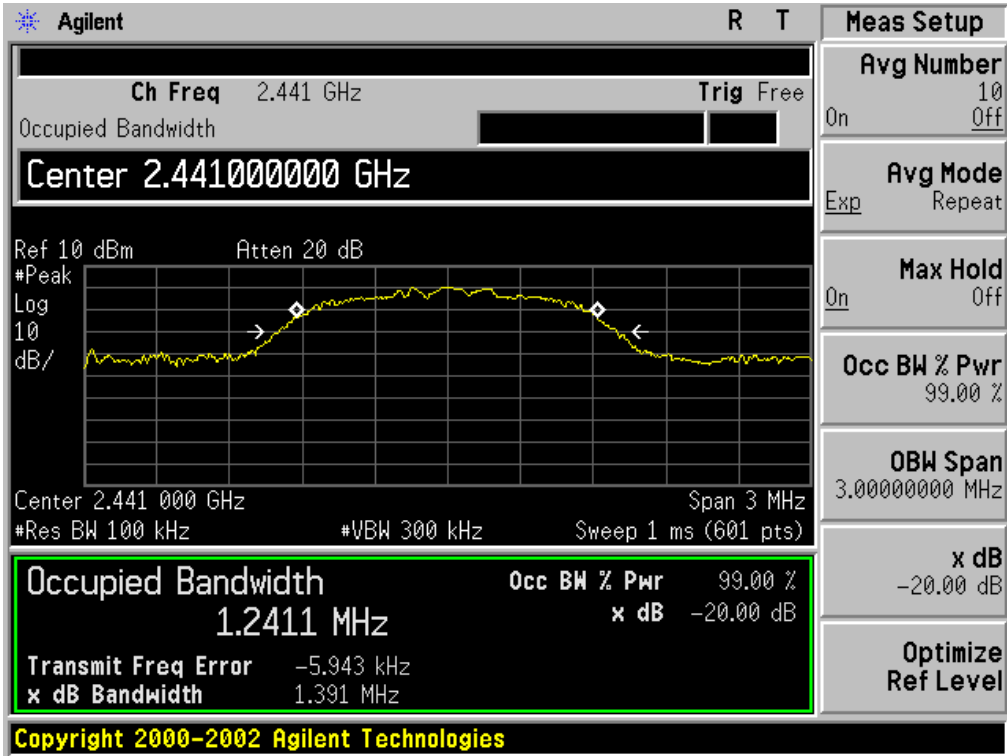 Agilent R T
Ch Freq 2.441 GHz Trig Free
Occupied Bandwidth
Center 2.441000000 GHz
Ref 10 dBm Atten 20 dB
#Peak
Log
10
dB/
Center 2.441 000 GHz Span 3 MHz
#Res BW 100 kHz #VBW 300 kHz Sweep 1 ms (601 pts)
Occupied Bandwidth Occ BW % Pwr 99.00 %
1.2411 MHz x dB -20.00 dB
Transmit Freq Error -5.943 kHz
x dB Bandwidth 1.391 MHz
Copyright 2000-2002 Agilent Technologies
Meas Setup
Avg Number
10
On Off
Avg Mode
Exp Repeat
Max Hold
On Off
Occ BW % Pwr
99.00 %
OBW Span
3.00000000 MHz
x dB
-20.00 dB
Optimize
Ref Level